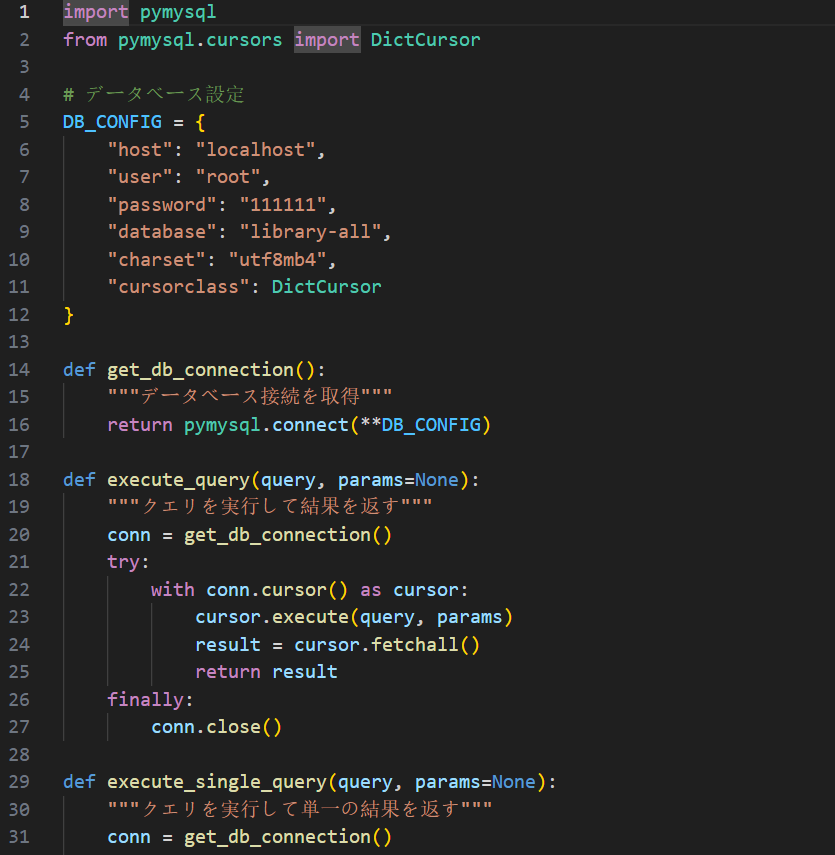 1 import pymysql
2 from pymysql.cursors import DictCursor
3
4 # データベース設定
5 DB_CONFIG = {
6     "host": "localhost",
7     "user": "root",
8     "password": "111111",
9     "database": "library-all",
10     "charset": "utf8mb4",
11     "cursorclass": DictCursor
12 }
13
14 def get_db_connection():
15     """データベース接続を取得"""
16     return pymysql.connect(**DB_CONFIG)
17
18 def execute_query(query, params=None):
19     """クエリを実行して結果を返す"""
20     conn = get_db_connection()
21     try:
22         with conn.cursor() as cursor:
23             cursor.execute(query, params)
24             result = cursor.fetchall()
25             return result
26     finally:
27         conn.close()
28
29 def execute_single_query(query, params=None):
30     """クエリを実行して単一の結果を返す"""
31     conn = get_db_connection()